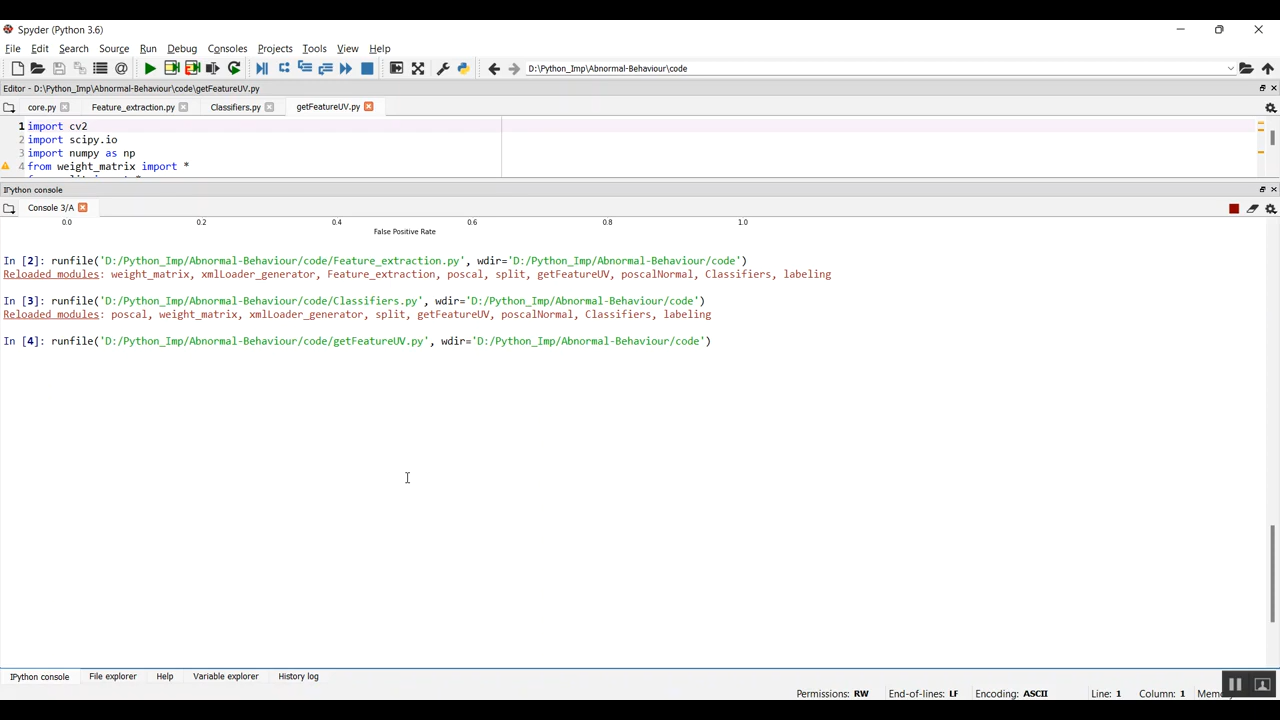 Spyder (Python 3.6)
File Edit Search Source Run Debug Consoles Projects Tools View Help
D:\Python_Imp\Abnormal-Behaviour\code
Editor - D:\Python_Imp\Abnormal-Behaviour\code\getFeatureUV.py
core.py Feature_extraction.py Classifiers.py getFeatureUV.py
1 import cv2
2 import scipy.io
3 import numpy as np
4 from weight_matrix import *
IPython console
Console 3/A
0.0 0.2 0.4 0.6 0.8 1.0
False Positive Rate
In [2]: runfile('D:/Python_Imp/Abnormal-Behaviour/code/Feature_extraction.py', wdir='D:/Python_Imp/Abnormal-Behaviour/code')
Reloaded modules: weight_matrix, xmlLoader_generator, Feature_extraction, poscal, split, getFeatureUV, poscalNormal, Classifiers, labeling
In [3]: runfile('D:/Python_Imp/Abnormal-Behaviour/code/Classifiers.py', wdir='D:/Python_Imp/Abnormal-Behaviour/code')
Reloaded modules: poscal, weight_matrix, xmlLoader_generator, split, getFeatureUV, poscalNormal, Classifiers, labeling
In [4]: runfile('D:/Python_Imp/Abnormal-Behaviour/code/getFeatureUV.py', wdir='D:/Python_Imp/Abnormal-Behaviour/code')
IPython console File explorer Help Variable explorer History log
Permissions: RW End-of-lines: LF Encoding: ASCII Line: 1 Column: 1